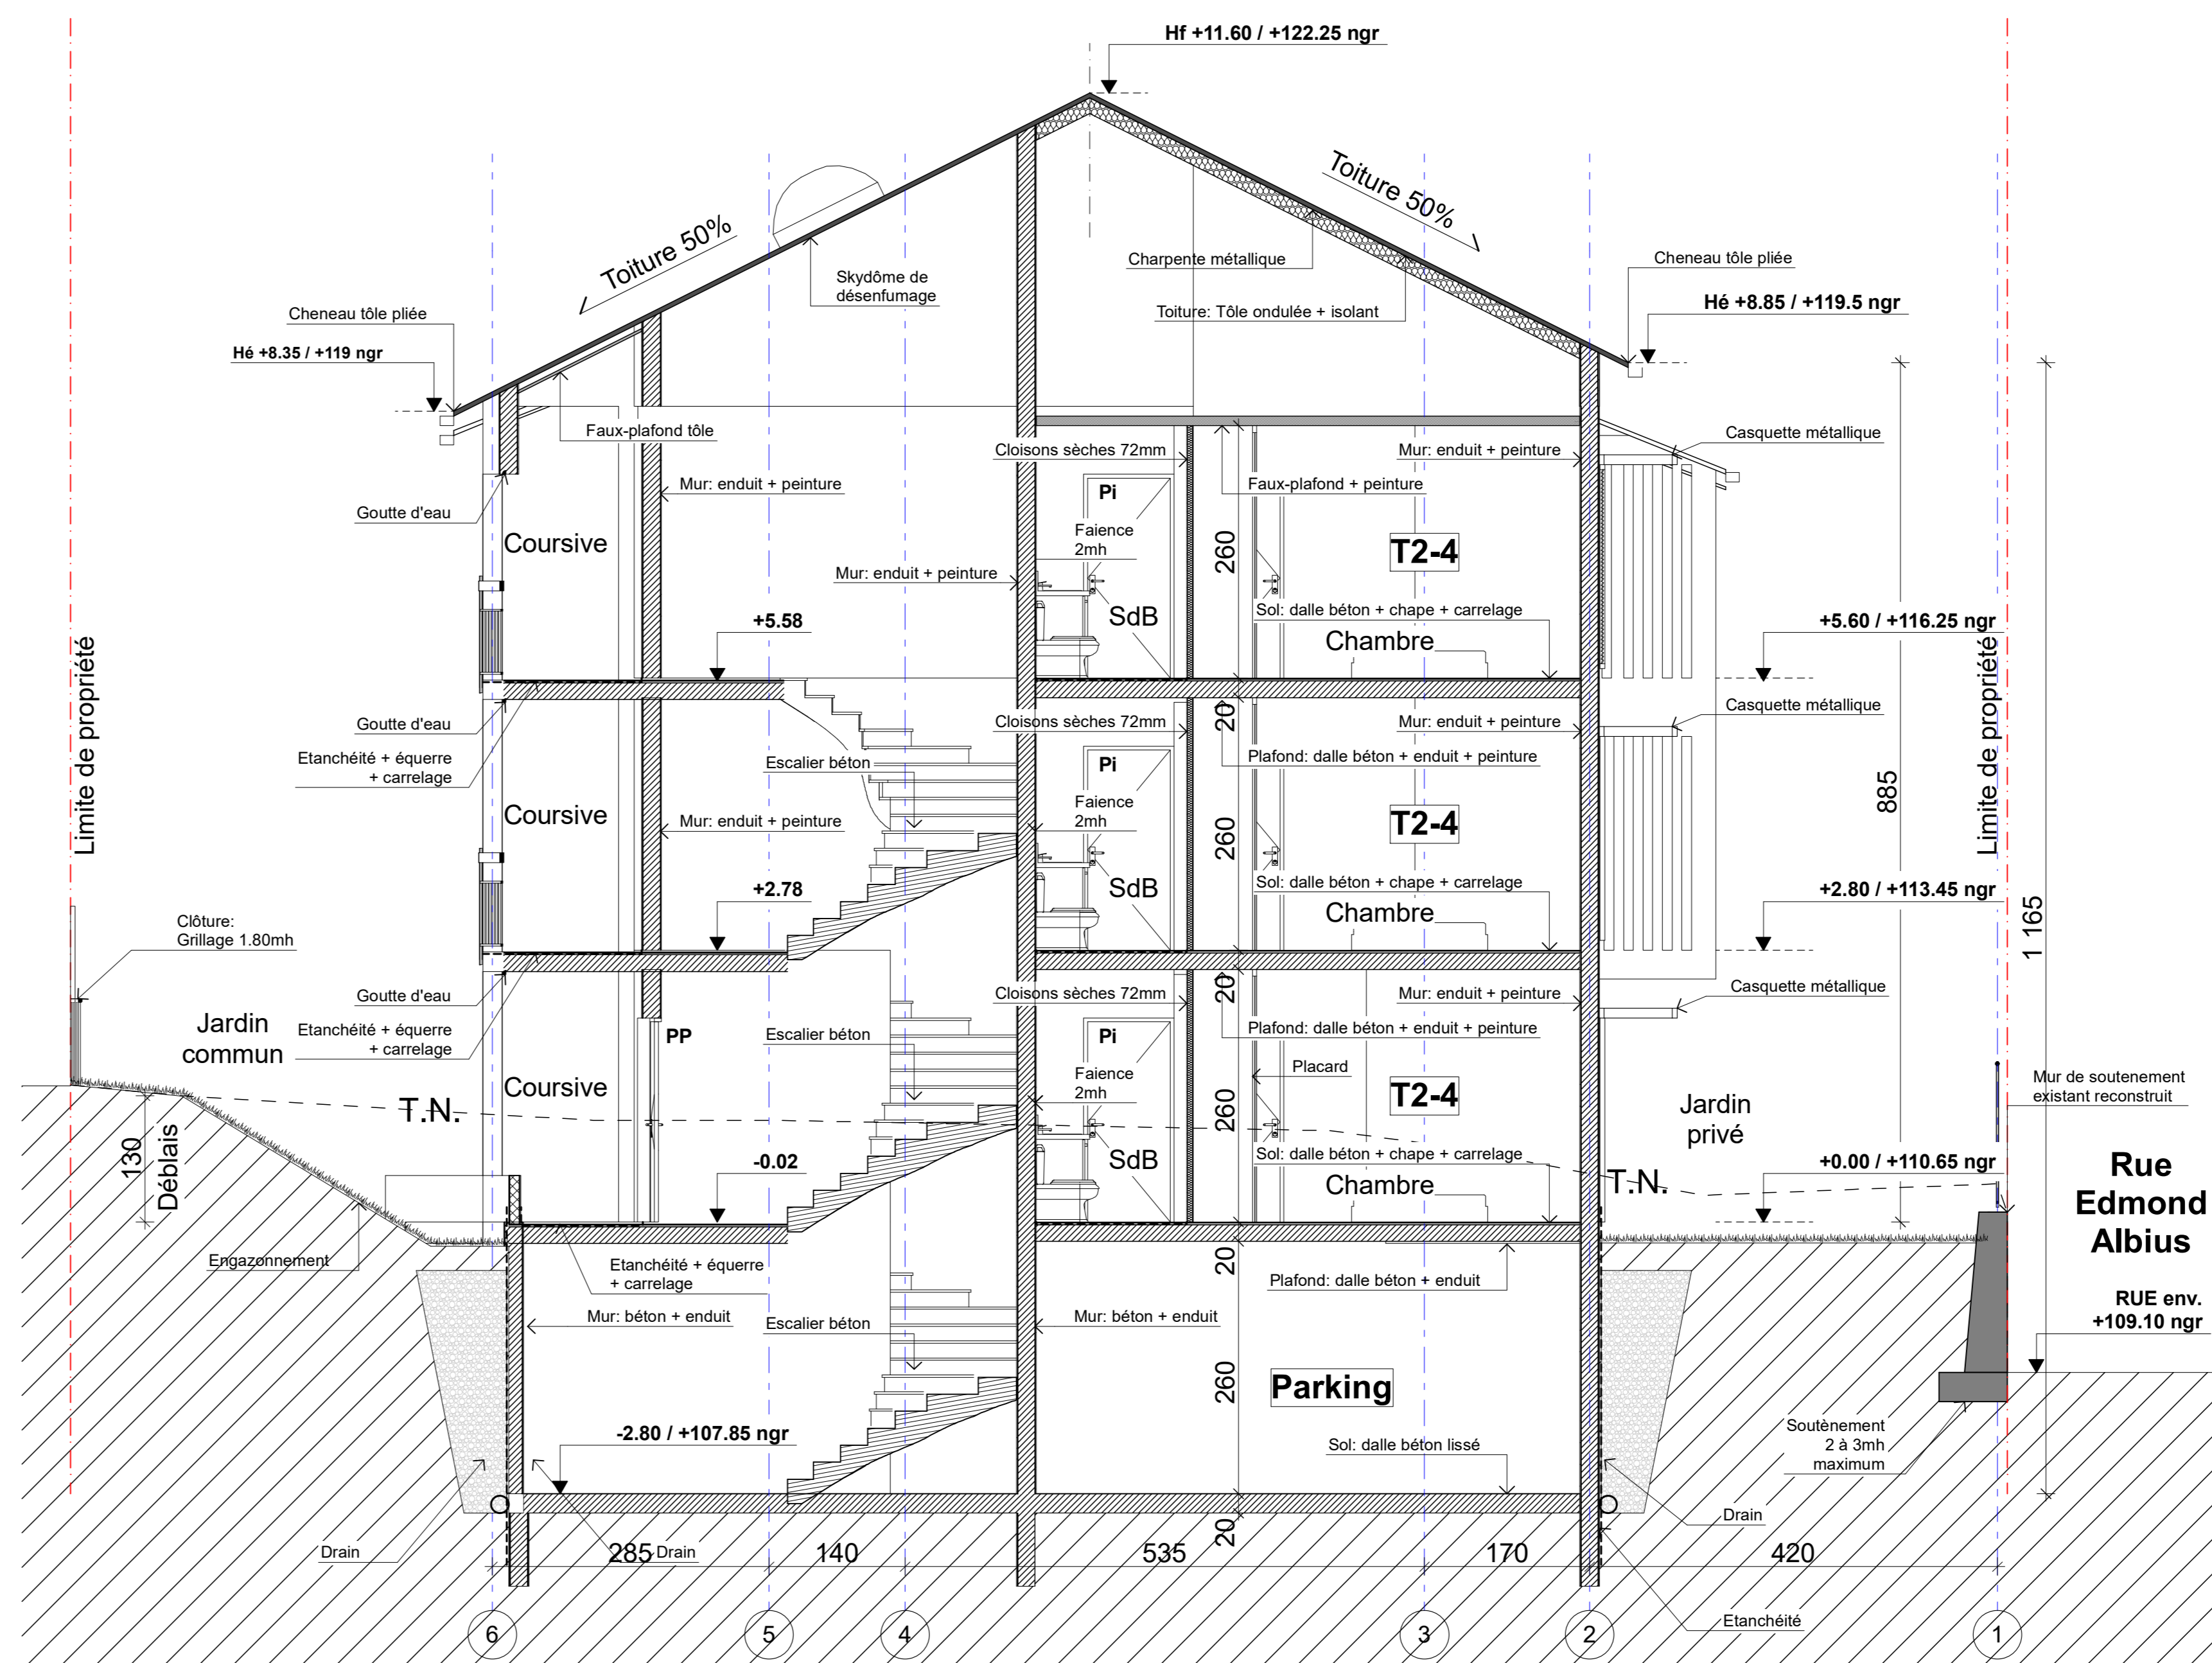 Hf +11.60 / +122.25 ngr
Toiture 50%
Toiture 50%
Skydôme de
désenfumage
Charpente métallique
Toiture: Tôle ondulée + isolant
Cheneau tôle pliée
Hé +8.85 / +119.5 ngr
Cheneau tôle pliée
Hé +8.35 / +119 ngr
Faux-plafond tôle
Goutte d'eau
Coursive
Mur: enduit + peinture
Mur: enduit + peinture
Cloisons sèches 72mm
Pi
Faience
2mh
SdB
Faux-plafond + peinture
260
Mur: enduit + peinture
T2-4
Sol: dalle béton + chape + carrelage
Chambre
Casquette métallique
+5.60 / +116.25 ngr
+5.58
Limite de propriété
Limite de propriété
Goutte d'eau
Etanchéité + équerre
+ carrelage
Coursive
Mur: enduit + peinture
Escalier béton
+2.78
Cloisons sèches 72mm
20
Pi
Faience
2mh
SdB
Plafond: dalle béton + enduit + peinture
260
Mur: enduit + peinture
T2-4
Sol: dalle béton + chape + carrelage
Chambre
Casquette métallique
885
+2.80 / +113.45 ngr
1 165
Clôture:
Grillage 1.80mh
Jardin
commun
Goutte d'eau
Etanchéité + équerre
+ carrelage
Coursive
PP
Escalier béton
Cloisons sèches 72mm
20
Pi
Faience
2mh
SdB
Plafond: dalle béton + enduit + peinture
Placard
260
Mur: enduit + peinture
T2-4
Sol: dalle béton + chape + carrelage
Chambre
Casquette métallique
Jardin
privé
Mur de soutenement
existant reconstruit
T.N.
T.N.
130
Déblais
-0.02
+0.00 / +110.65 ngr
Rue
Edmond
Albius
RUE env.
+109.10 ngr
Engazonnement
Etanchéité + équerre
+ carrelage
Mur: béton + enduit
Escalier béton
Mur: béton + enduit
20
Plafond: dalle béton + enduit
260
Parking
-2.80 / +107.85 ngr
Sol: dalle béton lissé
Soutènement
2 à 3mh
maximum
Drain
Drain
Drain
20
285
140
535
170
420
Etanchéité
6
5
4
3
2
1